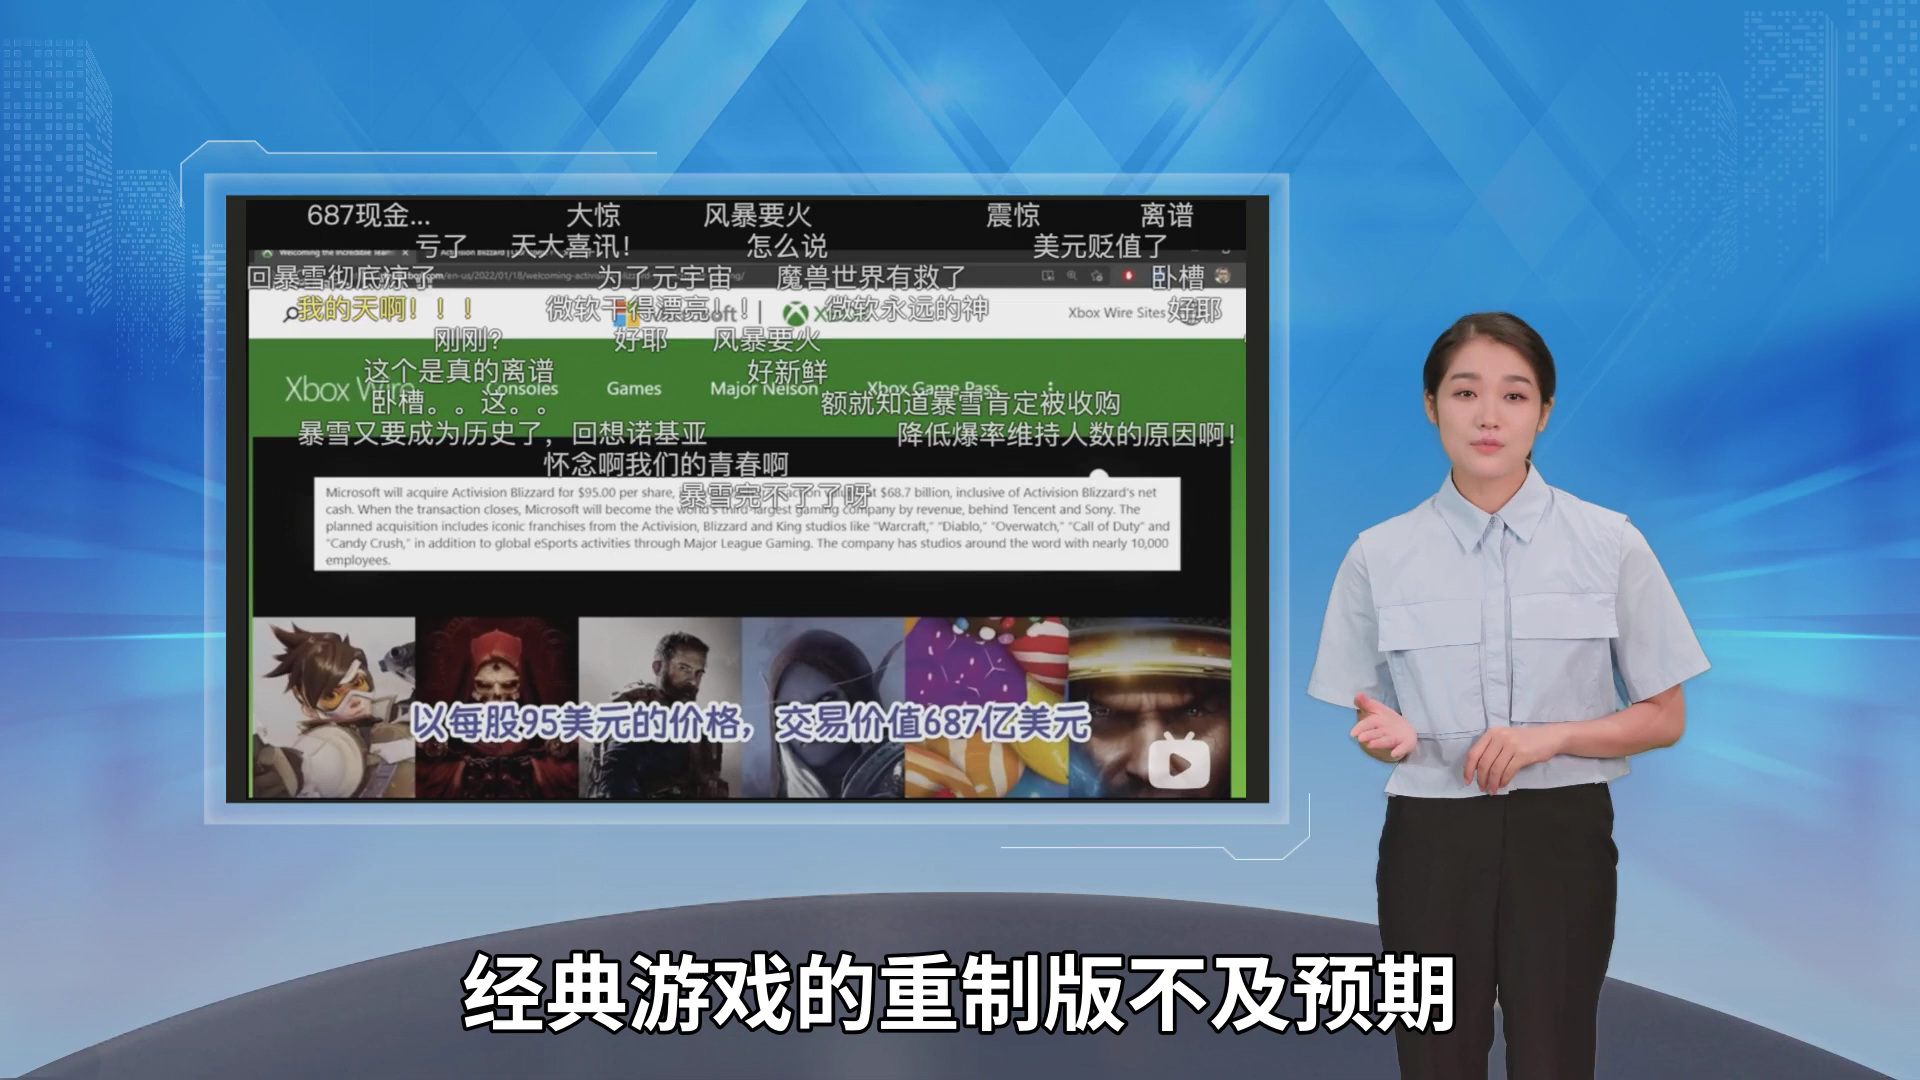 687现金... 大惊 风暴要火 震惊 离谱
亏了 天大喜讯！ 怎么说 美元贬值了
回暴雪彻底凉了 为了元宇宙 魔兽世界有救了 卧槽
我的天啊！！！ 微软干得漂亮！！ 微软永远的神 Xbox Wire Sites 好耶
刚刚？ 好耶 风暴要火
这个是真的离谱 好新鲜
Xbox Wire Consoles Games Major Nelson Xbox Game Pass
卧槽。。这。。 额就知道暴雪肯定被收购
暴雪又要成为历史了，回想诺基亚 降低爆率维持人数的原因啊！
怀念啊我们的青春啊
暴雪完不了了呀
Microsoft will acquire Activision Blizzard for $95.00 per share, $68.7 billion, inclusive of Activision Blizzard's net
cash. When the transaction closes, Microsoft will become the world's third-largest gaming company by revenue, behind Tencent and Sony. The
planned acquisition includes iconic franchises from the Activision, Blizzard and King studios like "Warcraft," "Diablo," "Overwatch," "Call of Duty" and
"Candy Crush," in addition to global eSports activities through Major League Gaming. The company has studios around the word with nearly 10,000
employees.
以每股95美元的价格，交易价值687亿美元
经典游戏的重制版不及预期